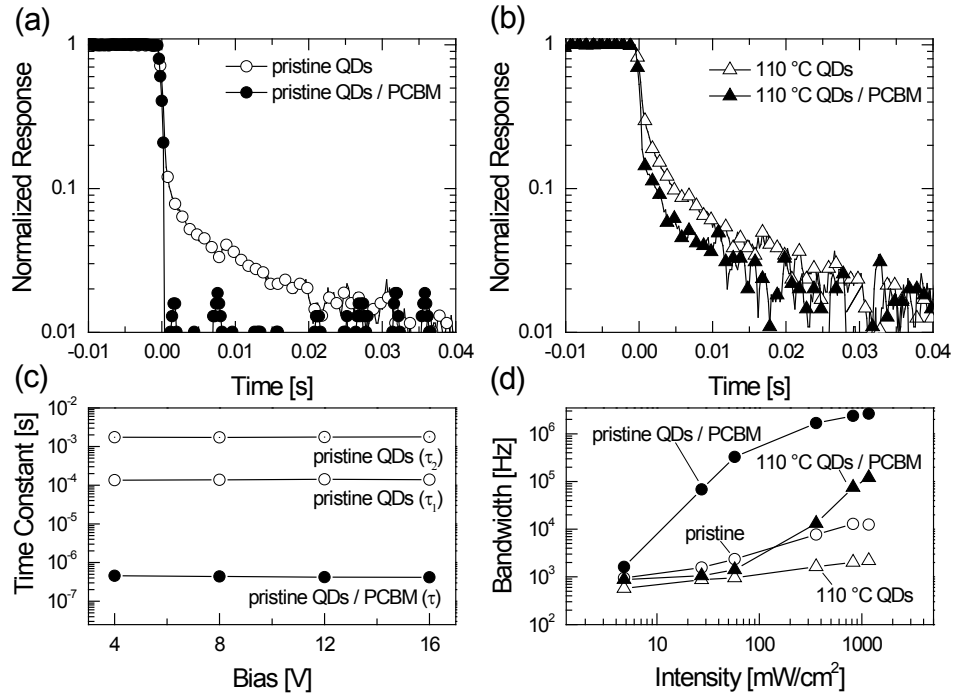 (a)
Normalized Response
1
0.1
0.01
pristine QDs
pristine QDs / PCBM
-0.01 0.00 0.01 0.02 0.03 0.04
Time [s]
(b)
Normalized Response
1
0.1
0.01
110 °C QDs
110 °C QDs / PCBM
-0.01 0.00 0.01 0.02 0.03 0.04
Time [s]
(c)
Time Constant [s]
10⁻²
10⁻³
10⁻⁴
10⁻⁵
10⁻⁶
10⁻⁷
pristine QDs (τ₂)
pristine QDs (τ₁)
pristine QDs / PCBM (τ)
4 8 12 16
Bias [V]
(d)
Bandwidth [Hz]
10⁶
10⁵
10⁴
10³
10²
pristine QDs / PCBM
110 °C QDs / PCBM
pristine
110 °C QDs
10 100 1000
Intensity [mW/cm²]